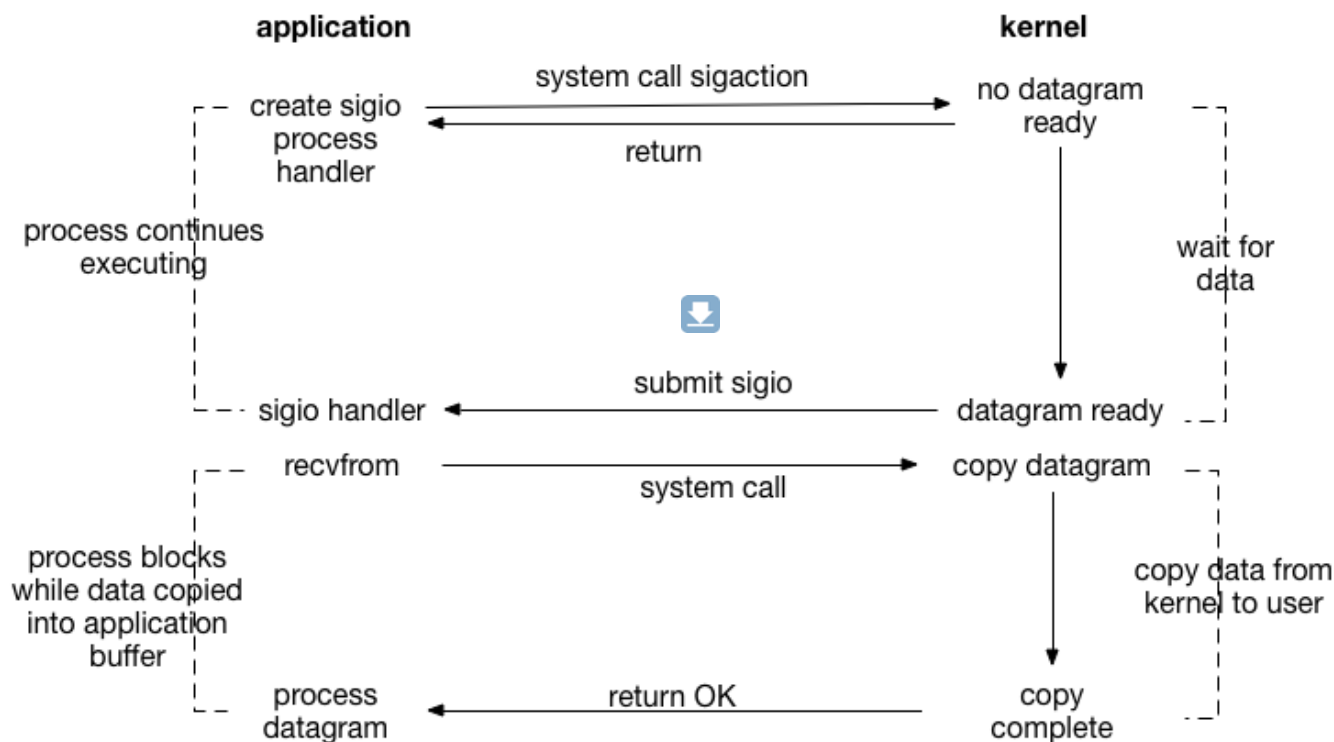 application
kernel
system call sigaction
create sigio
process
handler
no datagram
ready
return
process continues
executing
wait for
data
submit sigio
sigio handler
datagram ready
recvfrom
copy datagram
system call
process blocks
while data copied
into application
buffer
copy data from
kernel to user
process
datagram
return OK
copy
complete